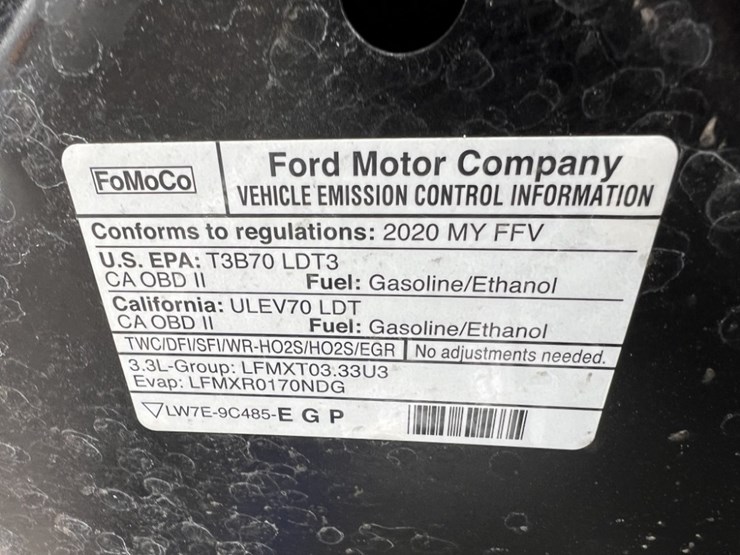 FoMoCo
Ford Motor Company
VEHICLE EMISSION CONTROL INFORMATION
Conforms to regulations: 2020 MY FFV
U.S. EPA: T3B70 LDT3
CA OBD II Fuel: Gasoline/Ethanol
California: ULEV70 LDT
CA OBD II Fuel: Gasoline/Ethanol
TWC/DFI/SFI/WR-HO2S/HO2S/EGR No adjustments needed.
3.3L-Group: LFMXT03.33U3
Evap: LFMXR0170NDG
LW7E-9C485-E G P